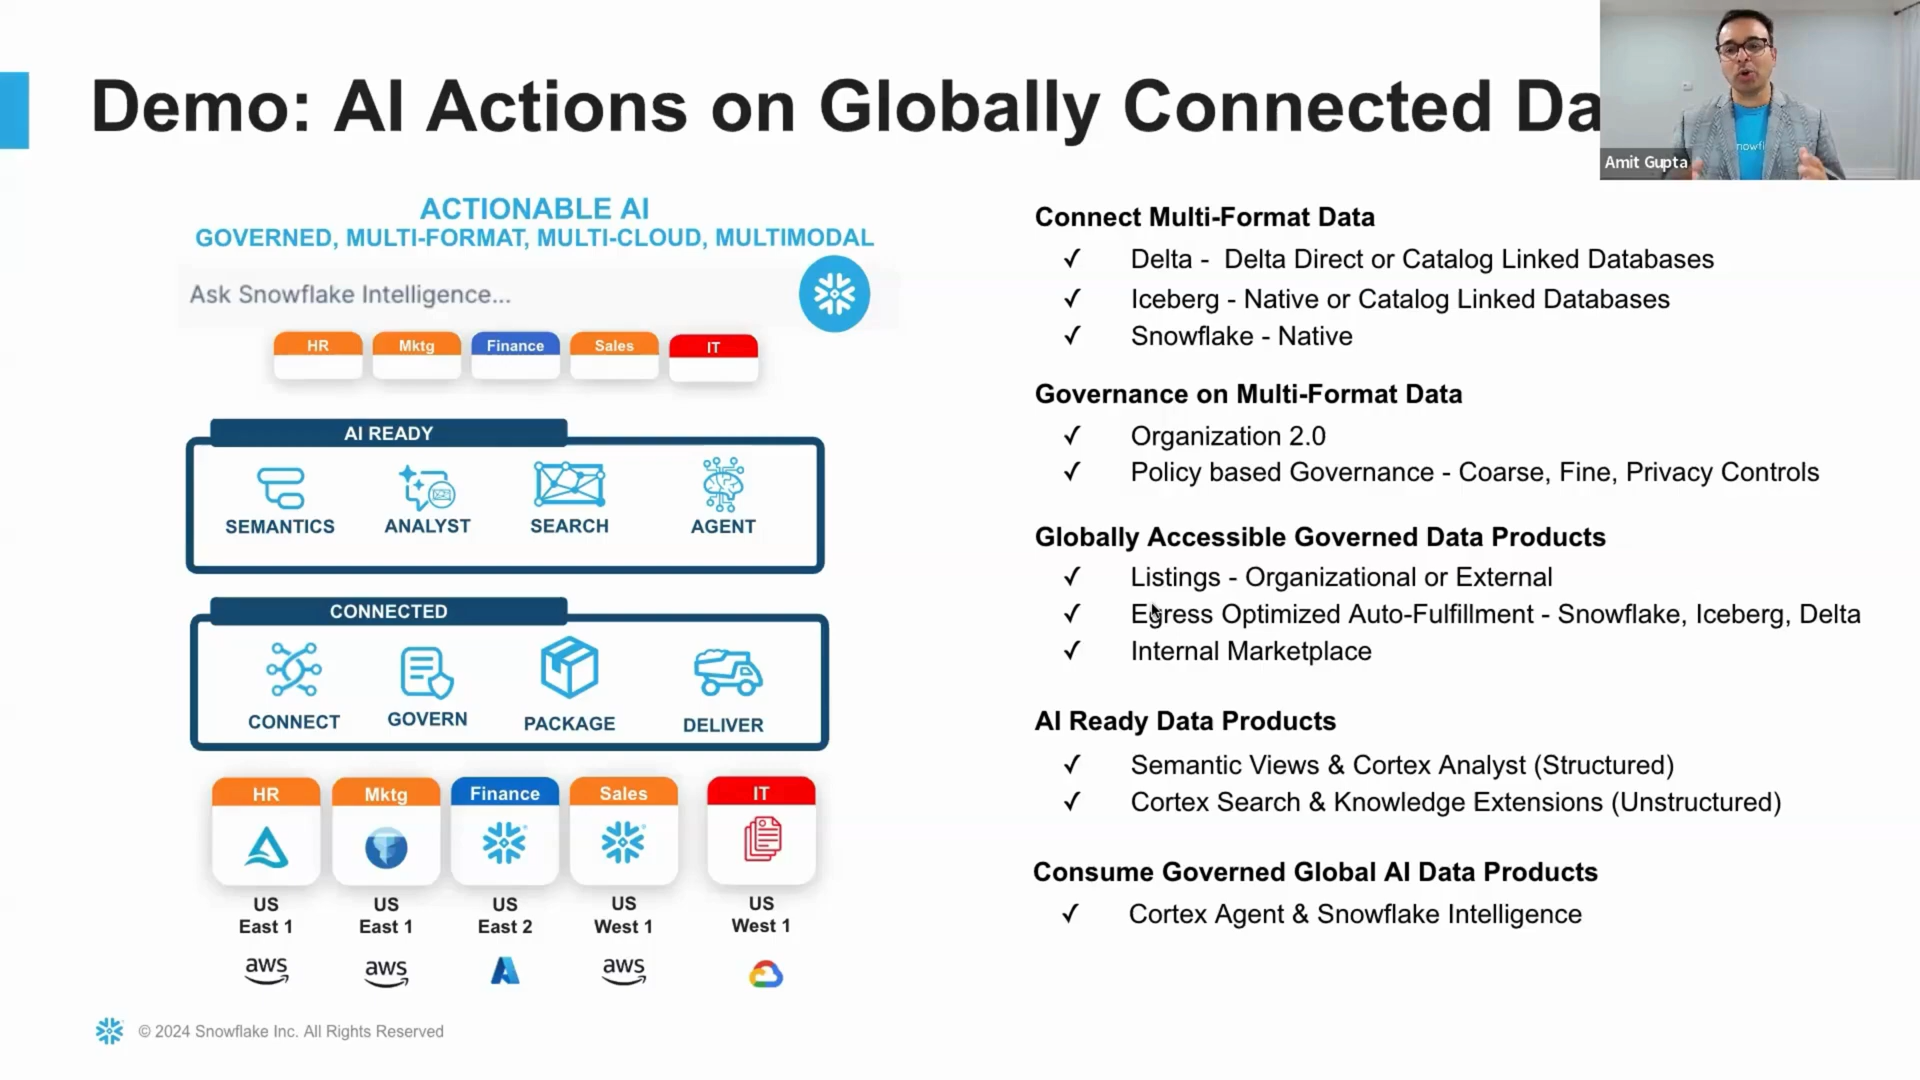 Demo: AI Actions on Globally Connected Da
Amit Gupta
nowfl
ACTIONABLE AI
GOVERNED, MULTI-FORMAT, MULTI-CLOUD, MULTIMODAL
Ask Snowflake Intelligence...
HR Mktg Finance Sales IT
AI READY
SEMANTICS ANALYST SEARCH AGENT
CONNECTED
CONNECT GOVERN PACKAGE DELIVER
HR Mktg Finance Sales IT
US US US US US
East 1 East 1 East 2 West 1 West 1
aws aws aws
Connect Multi-Format Data
✓ Delta - Delta Direct or Catalog Linked Databases
✓ Iceberg - Native or Catalog Linked Databases
✓ Snowflake - Native
Governance on Multi-Format Data
✓ Organization 2.0
✓ Policy based Governance - Coarse, Fine, Privacy Controls
Globally Accessible Governed Data Products
✓ Listings - Organizational or External
✓ Egress Optimized Auto-Fulfillment - Snowflake, Iceberg, Delta
✓ Internal Marketplace
AI Ready Data Products
✓ Semantic Views & Cortex Analyst (Structured)
✓ Cortex Search & Knowledge Extensions (Unstructured)
Consume Governed Global AI Data Products
✓ Cortex Agent & Snowflake Intelligence
© 2024 Snowflake Inc. All Rights Reserved